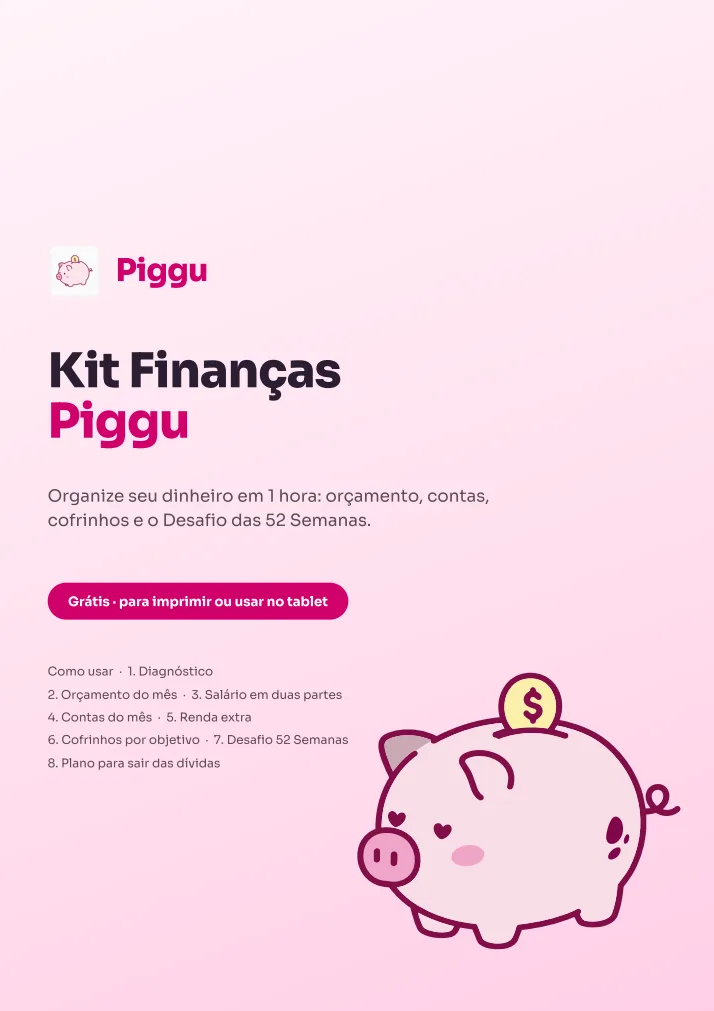 Piggu
Kit Finanças
Piggu
Organize seu dinheiro em 1 hora: orçamento, contas,
cofrinhos e o Desafio das 52 Semanas.
Grátis · para imprimir ou usar no tablet
Como usar · 1. Diagnóstico
2. Orçamento do mês · 3. Salário em duas partes
4. Contas do mês · 5. Renda extra
6. Cofrinhos por objetivo · 7. Desafio 52 Semanas
8. Plano para sair das dívidas
$